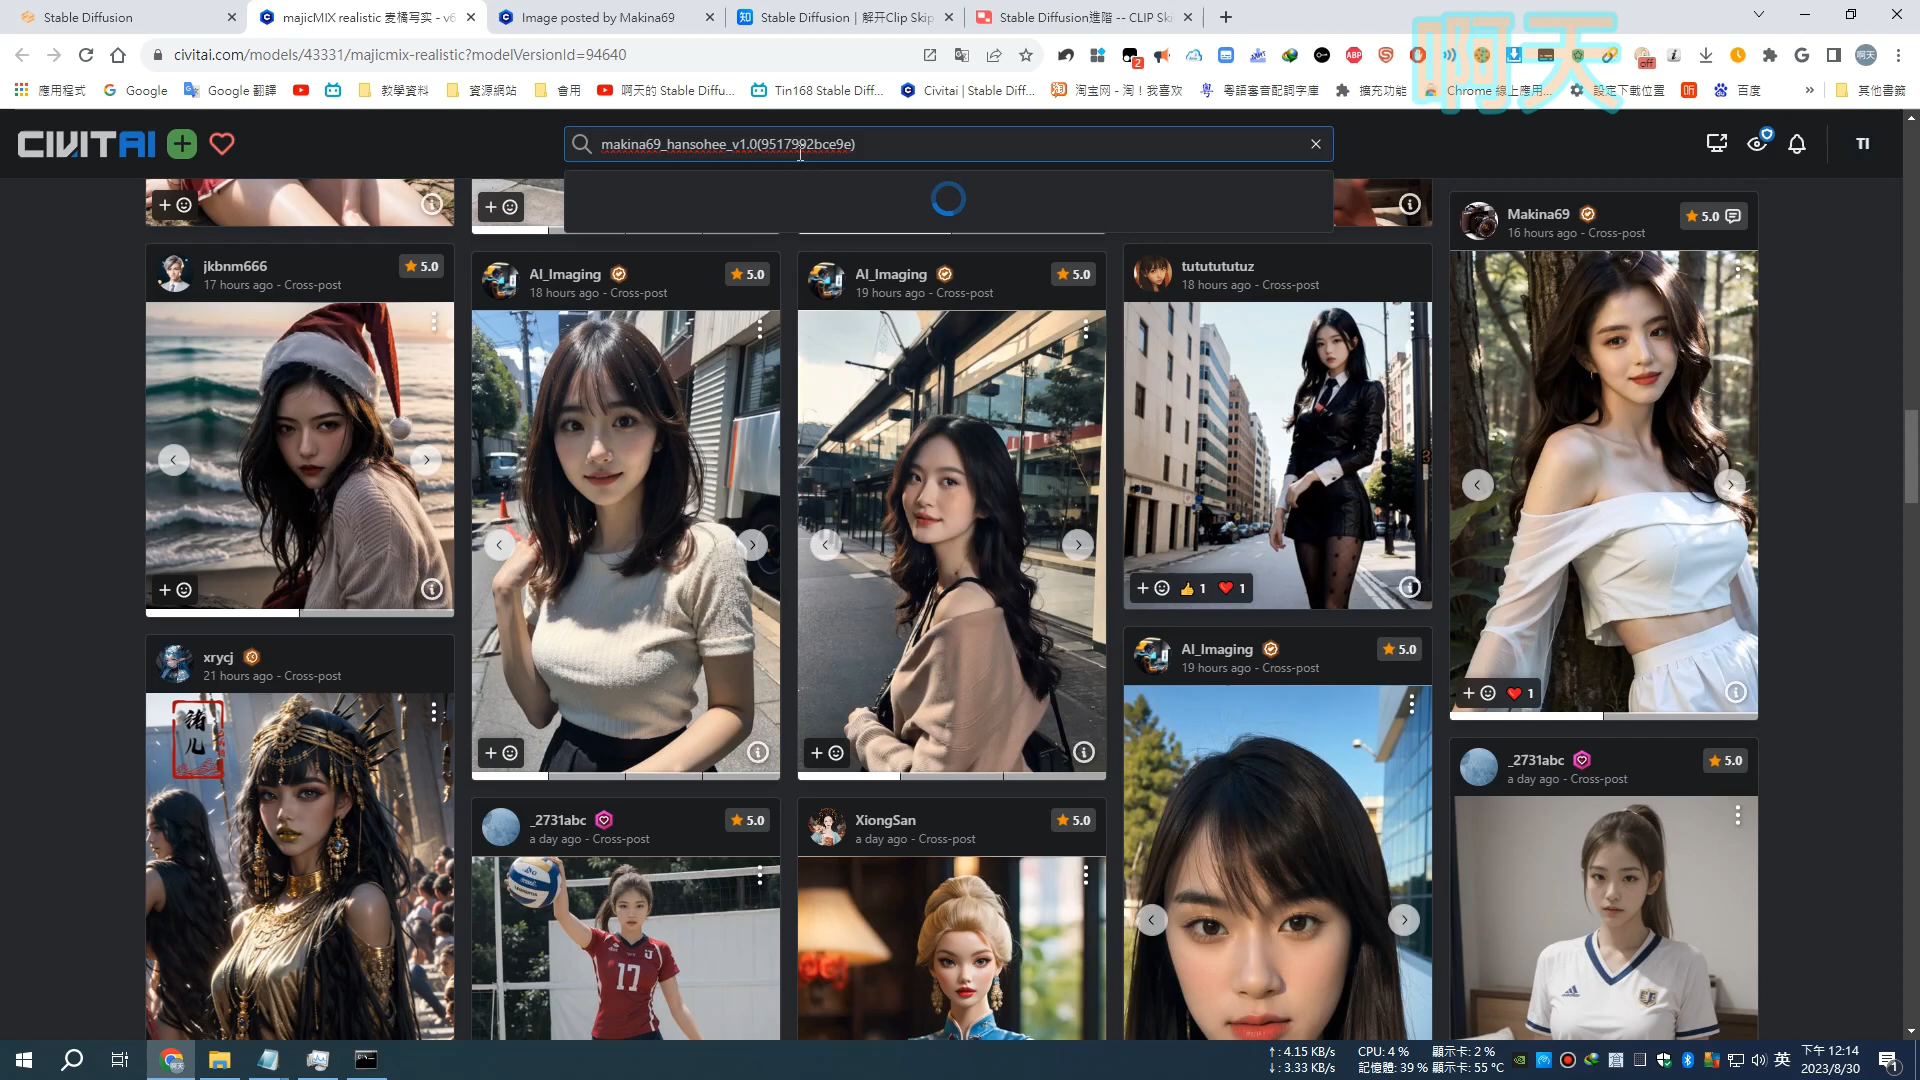 Stable Diffusion
majicMIX realistic 麦橘写实 - v6
Image posted by Makina69
Stable Diffusion | 解开Clip Skip
Stable Diffusion進階 -- CLIP Ski
civitai.com/models/43331/majicmix-realistic?modelVersionId=94640
啊天
應用程式
Google
Google 翻譯
教學資料
資源網站
會用
啊天的 Stable Diffu...
Tin168 Stable Diff...
Civitai | Stable Diff...
淘宝网 - 淘！我喜欢
粵語審音配詞字庫
擴充功能
Chrome 線上應用...
設定下載位置
百度
其他書籤
CIVITAI
makina69_hansohee_v1.0(9517992bce9e)
TI
Makina69
5.0
16 hours ago - Cross-post
jkbnm666
5.0
17 hours ago - Cross-post
AI_Imaging
5.0
18 hours ago - Cross-post
AI_Imaging
5.0
19 hours ago - Cross-post
tututututuz
18 hours ago - Cross-post
1
1
1
xrycj
21 hours ago - Cross-post
AI_Imaging
5.0
19 hours ago - Cross-post
_2731abc
5.0
a day ago - Cross-post
_2731abc
5.0
a day ago - Cross-post
XiongSan
5.0
a day ago - Cross-post
17
↑: 4.15 KB/s
↓: 3.33 KB/s
CPU: 4 %
記憶體: 39 %
顯示卡: 2 %
顯示卡: 55 °C
英
下午 12:14
2023/8/30